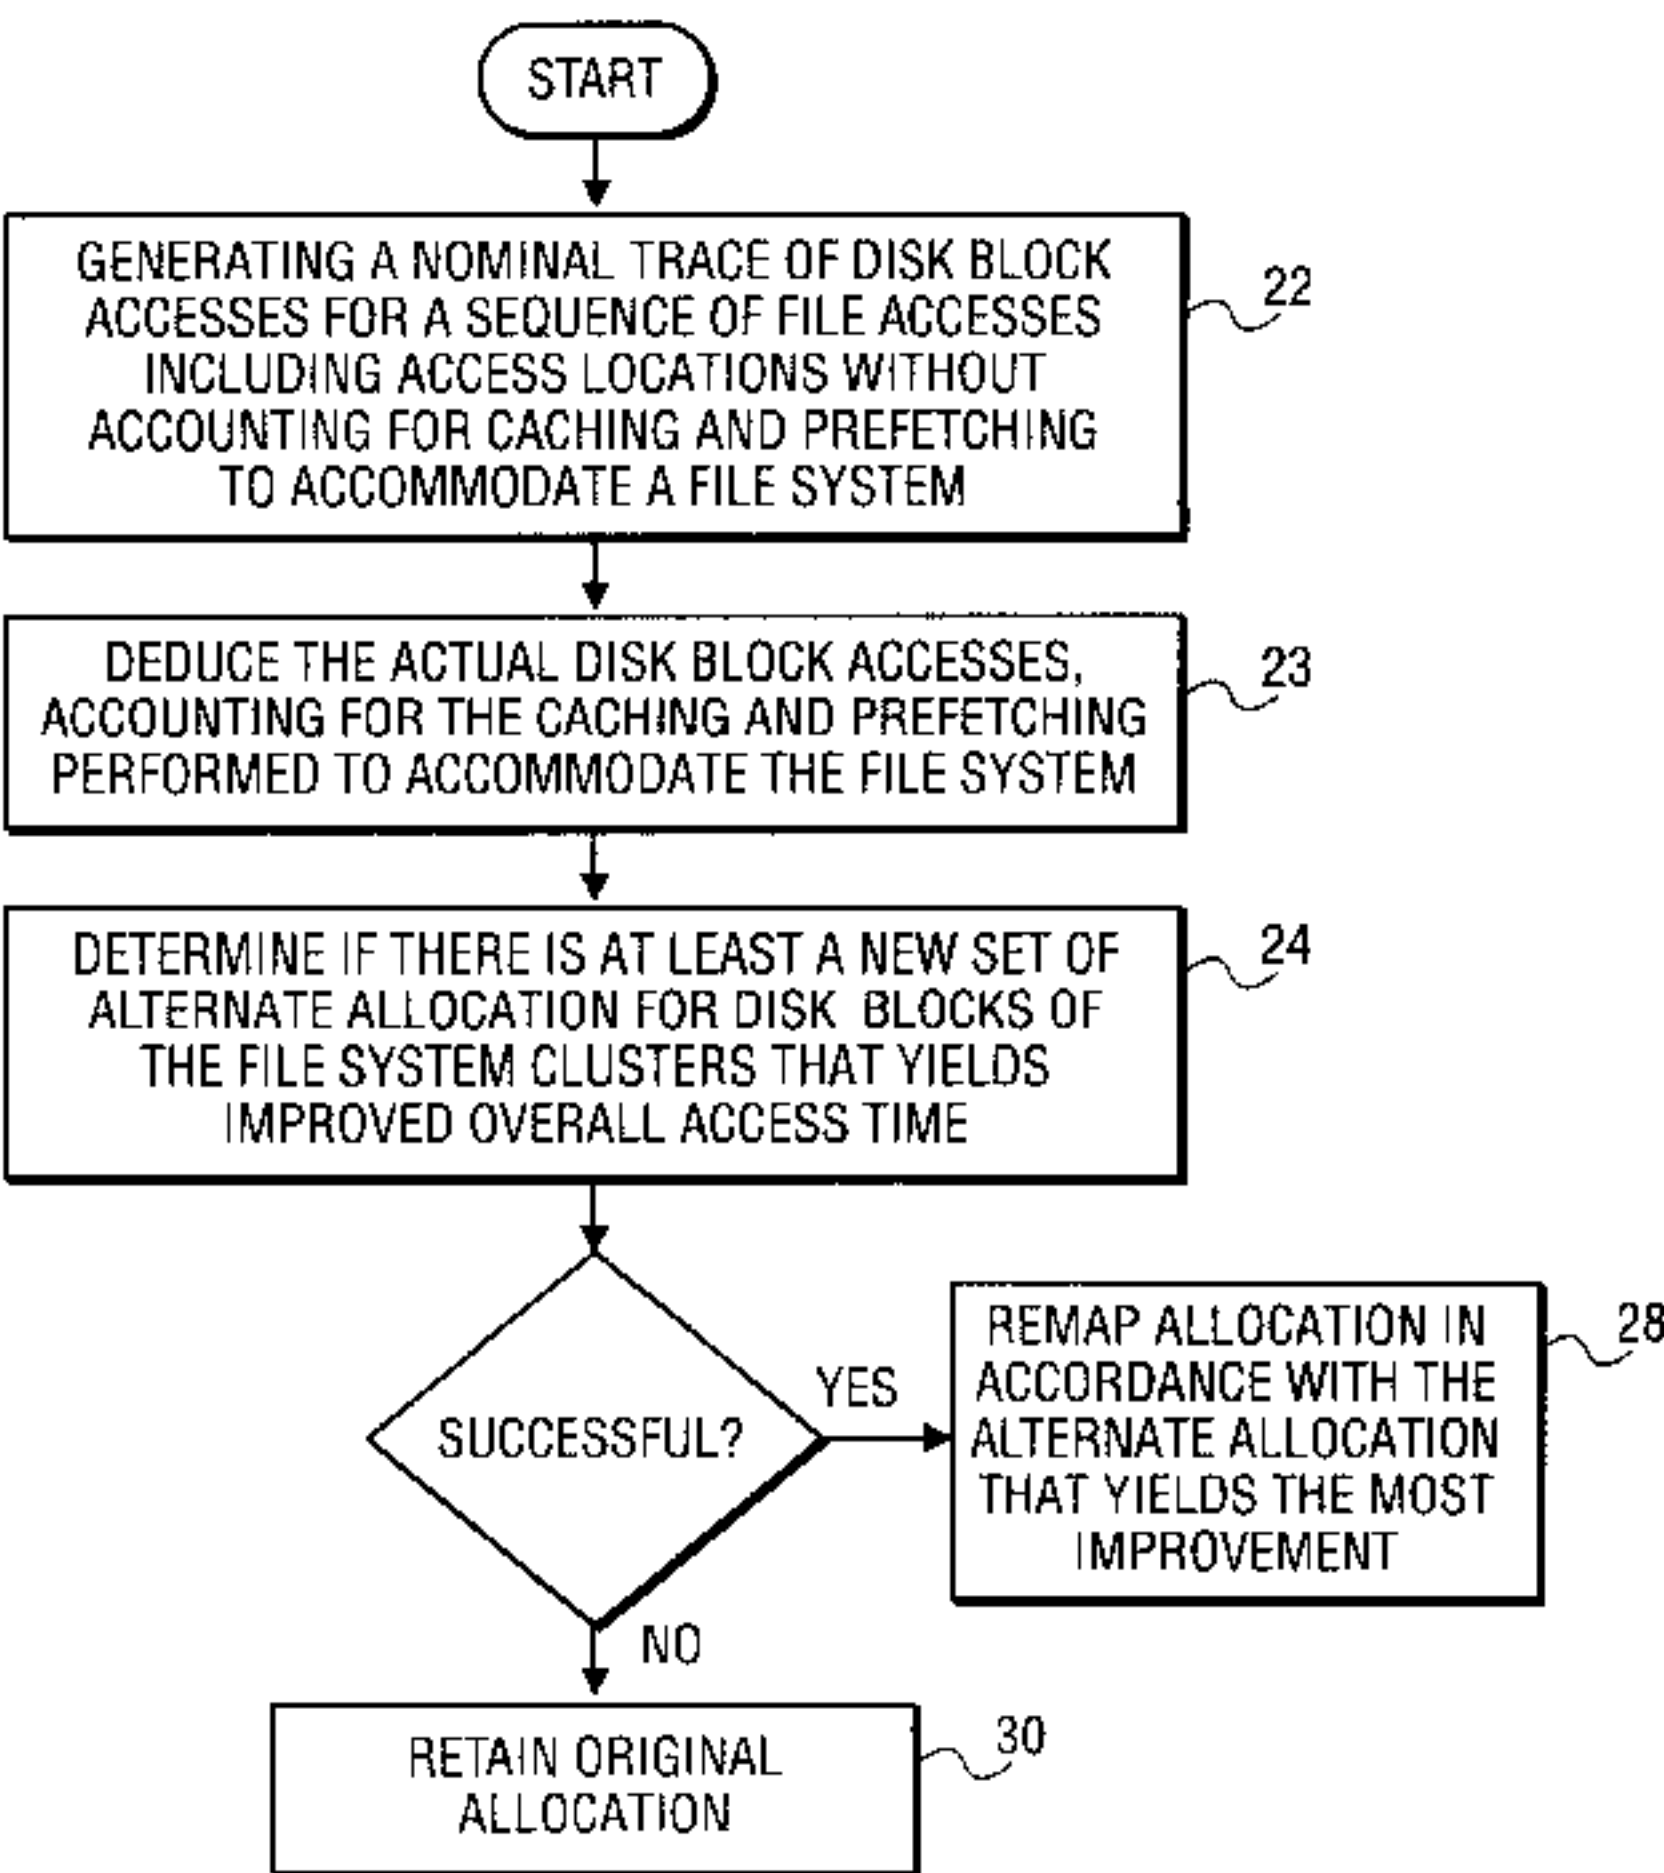 START
GENERATING A NOMINAL TRACE OF DISK BLOCK
ACCESSES FOR A SEQUENCE OF FILE ACCESSES
INCLUDING ACCESS LOCATIONS WITHOUT
ACCOUNTING FOR CACHING AND PREFETCHING
TO ACCOMMODATE A FILE SYSTEM
22
DEDUCE THE ACTUAL DISK BLOCK ACCESSES,
ACCOUNTING FOR THE CACHING AND PREFETCHING
PERFORMED TO ACCOMMODATE THE FILE SYSTEM
23
DETERMINE IF THERE IS AT LEAST A NEW SET OF
ALTERNATE ALLOCATION FOR DISK BLOCKS OF
THE FILE SYSTEM CLUSTERS THAT YIELDS
IMPROVED OVERALL ACCESS TIME
24
SUCCESSFUL?
YES
REMAP ALLOCATION IN
ACCORDANCE WITH THE
ALTERNATE ALLOCATION
THAT YIELDS THE MOST
IMPROVEMENT
28
NO
RETAIN ORIGINAL
ALLOCATION
30